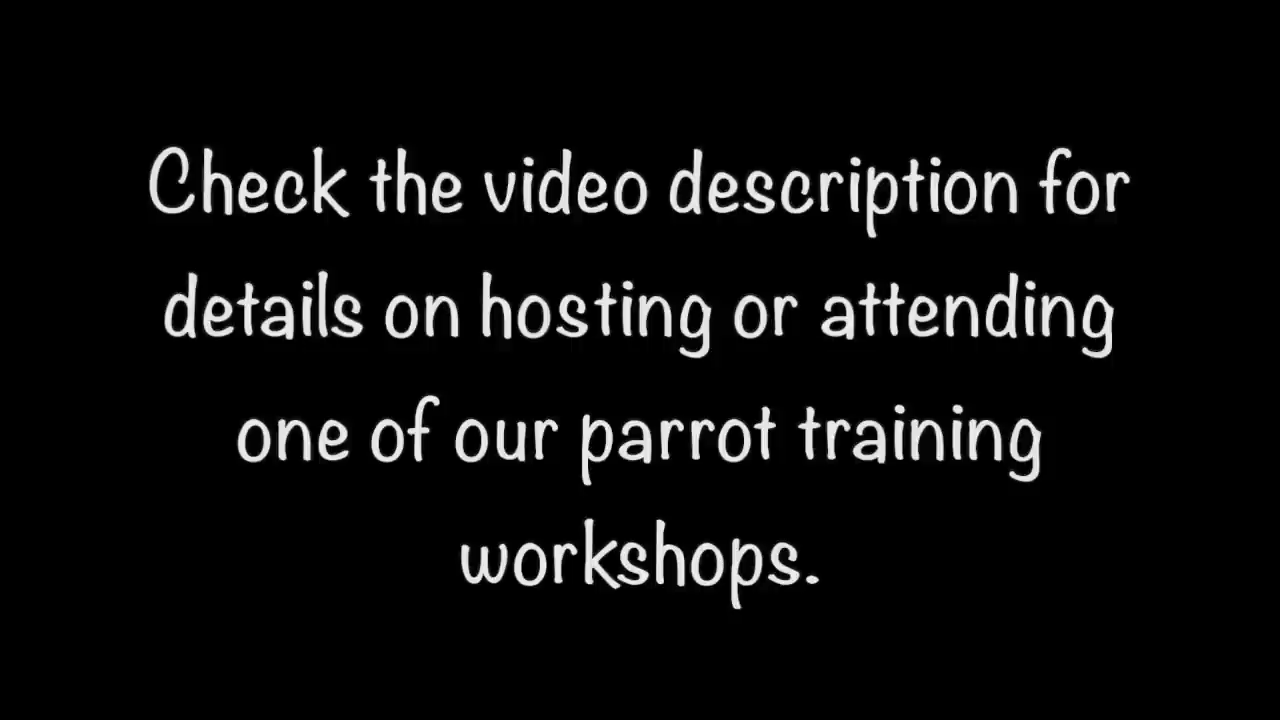 Check the video description for
details on hosting or attending
one of our parrot training
workshops.